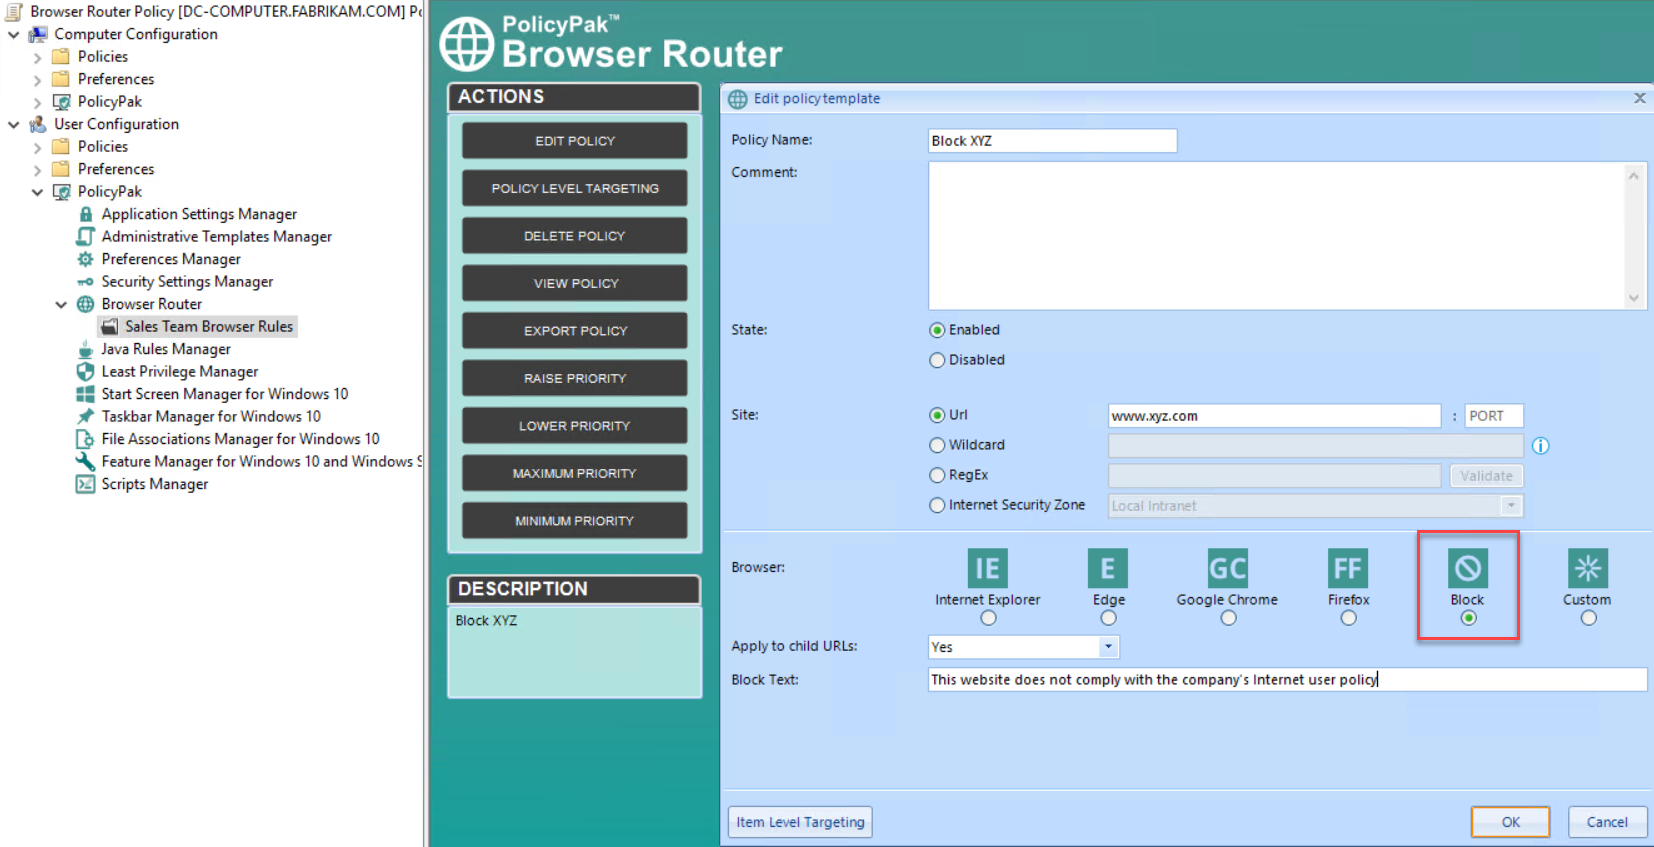 Browser Router Policy [DC-COMPUTER.FABRIKAM.COM]
Computer Configuration
Policies
Preferences
PolicyPak
User Configuration
Policies
Preferences
PolicyPak
Application Settings Manager
Administrative Templates Manager
Preferences Manager
Security Settings Manager
Browser Router
Sales Team Browser Rules
Java Rules Manager
Least Privilege Manager
Start Screen Manager for Windows 10
Taskbar Manager for Windows 10
File Associations Manager for Windows 10
Feature Manager for Windows 10 and Windows
Scripts Manager
PolicyPak™
Browser Router
ACTIONS
EDIT POLICY
POLICY LEVEL TARGETING
DELETE POLICY
VIEW POLICY
EXPORT POLICY
RAISE PRIORITY
LOWER PRIORITY
MAXIMUM PRIORITY
MINIMUM PRIORITY
DESCRIPTION
Block XYZ
Edit policy template
Policy Name: Block XYZ
Comment:
State: Enabled
Disabled
Site: Url www.xyz.com : PORT
Wildcard
RegEx Validate
Internet Security Zone Local Intranet
Browser: IE E GC FF
Internet Explorer Edge Google Chrome Firefox Block Custom
Apply to child URLs: Yes
Block Text: This website does not comply with the company's Internet user policy
Item Level Targeting OK Cancel